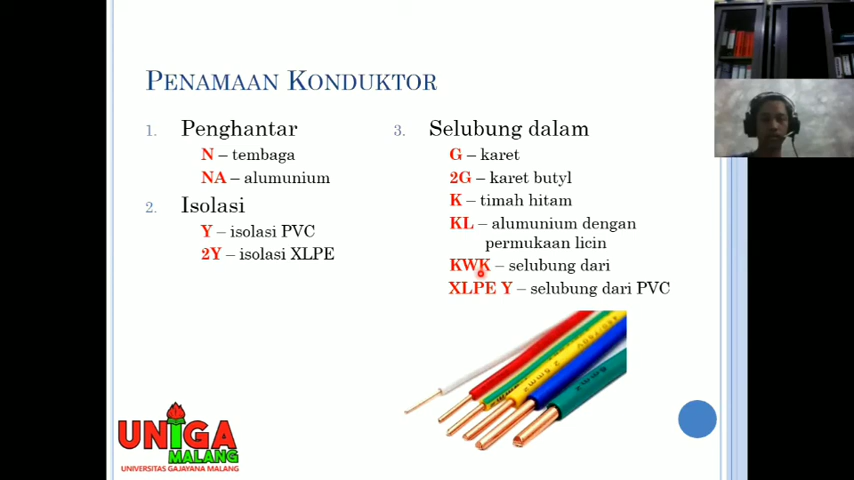 PENAMAAN KONDUKTOR
1. Penghantar
N – tembaga
NA – alumunium
2. Isolasi
Y – isolasi PVC
2Y – isolasi XLPE
3. Selubung dalam
G – karet
2G – karet butyl
K – timah hitam
KL – alumunium dengan
permukaan licin
KWK – selubung dari
XLPE Y – selubung dari PVC
UNIGA
MALANG
UNIVERSITAS GAJAYANA MALANG